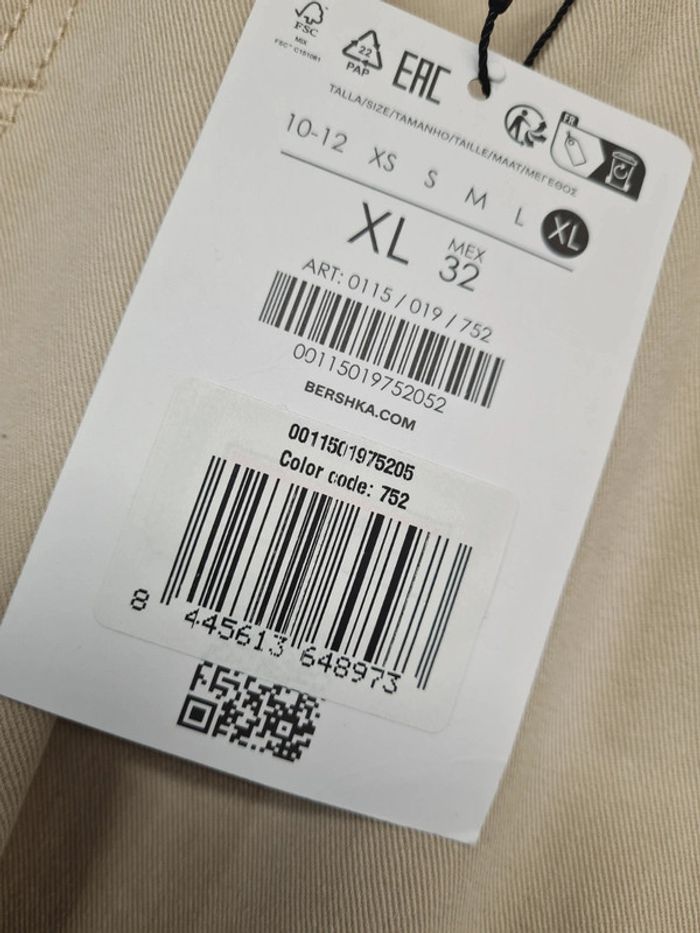 FSC
MIX
FSC™ C151081
22
PAP
EAC
FR
TALLA/SIZE/TAMANHO/TAILLE/MAAT/ΜΕΓΕΘΟΣ
10-12 XS S M L XL
XL MEX 32
ART: 0115 / 019 / 752
00115019752052
BERSHKA.COM
0011501975205
Color code: 752
8 445613 648973